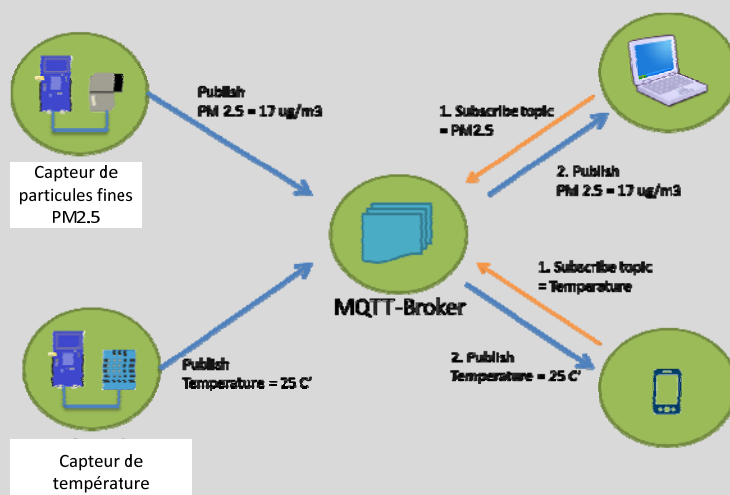 Publish
PM 2.5 = 17 ug/m3
Capteur de
particules fines
PM2.5
1. Subscribe topic
= PM2.5
2. Publish
PM 2.5 = 17 ug/m3
MQTT-Broker
1. Subscribe topic
= Temperature
Publish
Temperature = 25 C'
2. Publish
Temperature = 25 C'
Capteur de
température